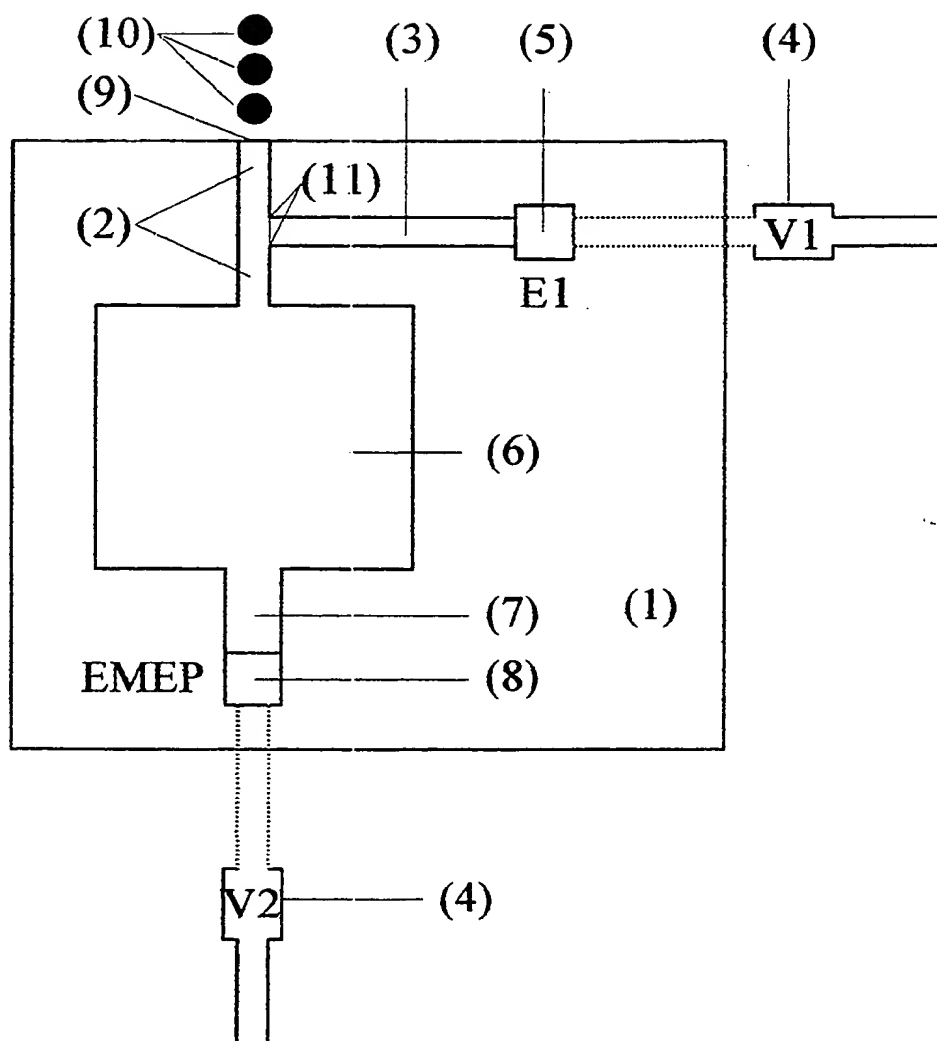 (10) (3) (5) (4)
(9)
(11)
(2) V1
E1
(6)
(7) (1)
EMEP (8)
V2 (4)